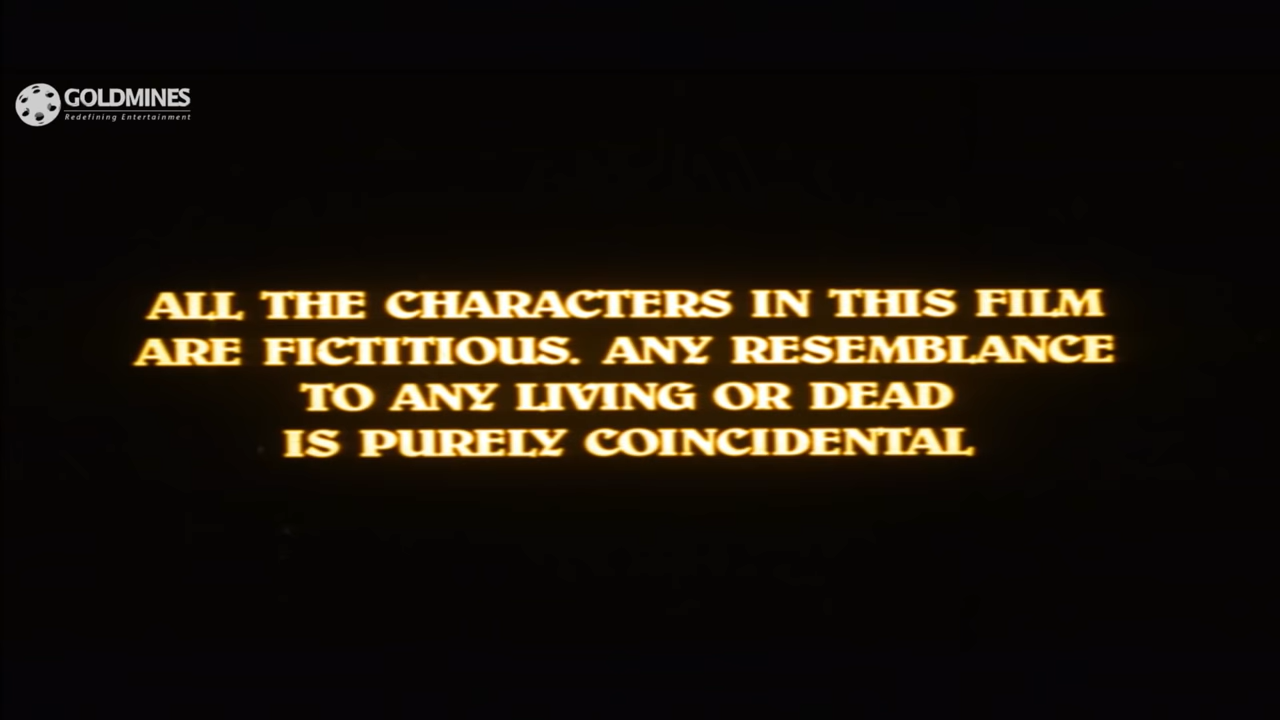 GOLDMINES
Redefining Entertainment
ALL THE CHARACTERS IN THIS FILM
ARE FICTITIOUS. ANY RESEMBLANCE
TO ANY LIVING OR DEAD
IS PURELY COINCIDENTAL